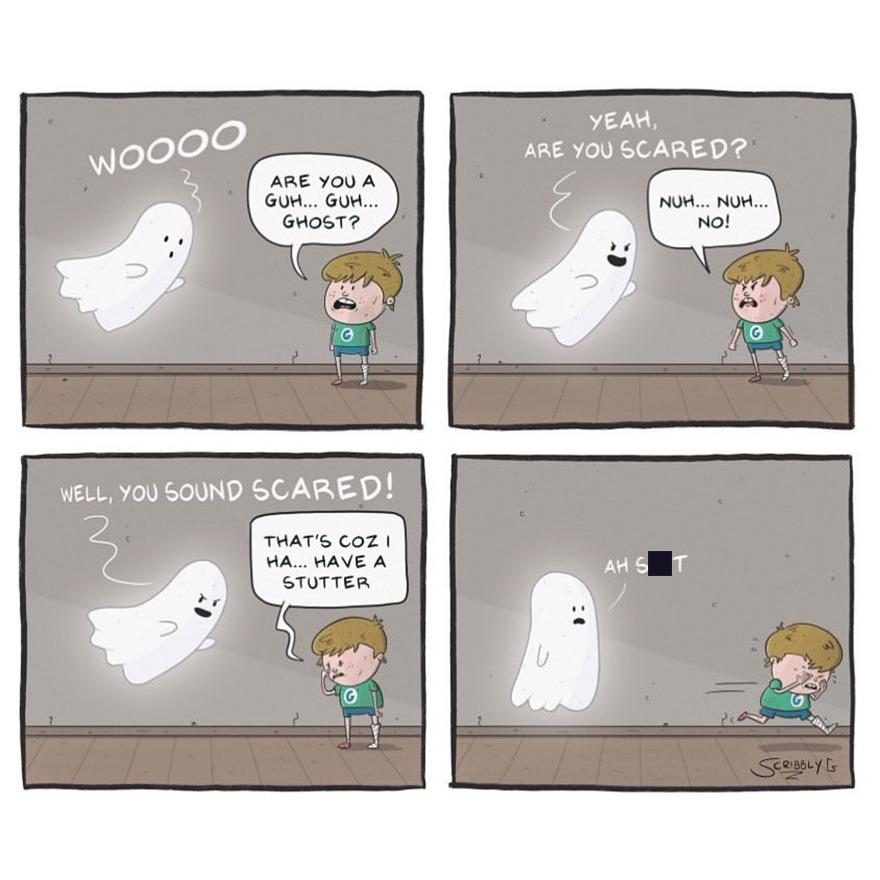 WOOOO
ARE YOU A
GUH... GUH...
GHOST?
G
YEAH,
ARE YOU SCARED?
NUH... NUH...
NO!
G
WELL, YOU SOUND SCARED!
THAT'S COZ I
HA... HAVE A
STUTTER
G
AH S T
G
SCRIBBLY G